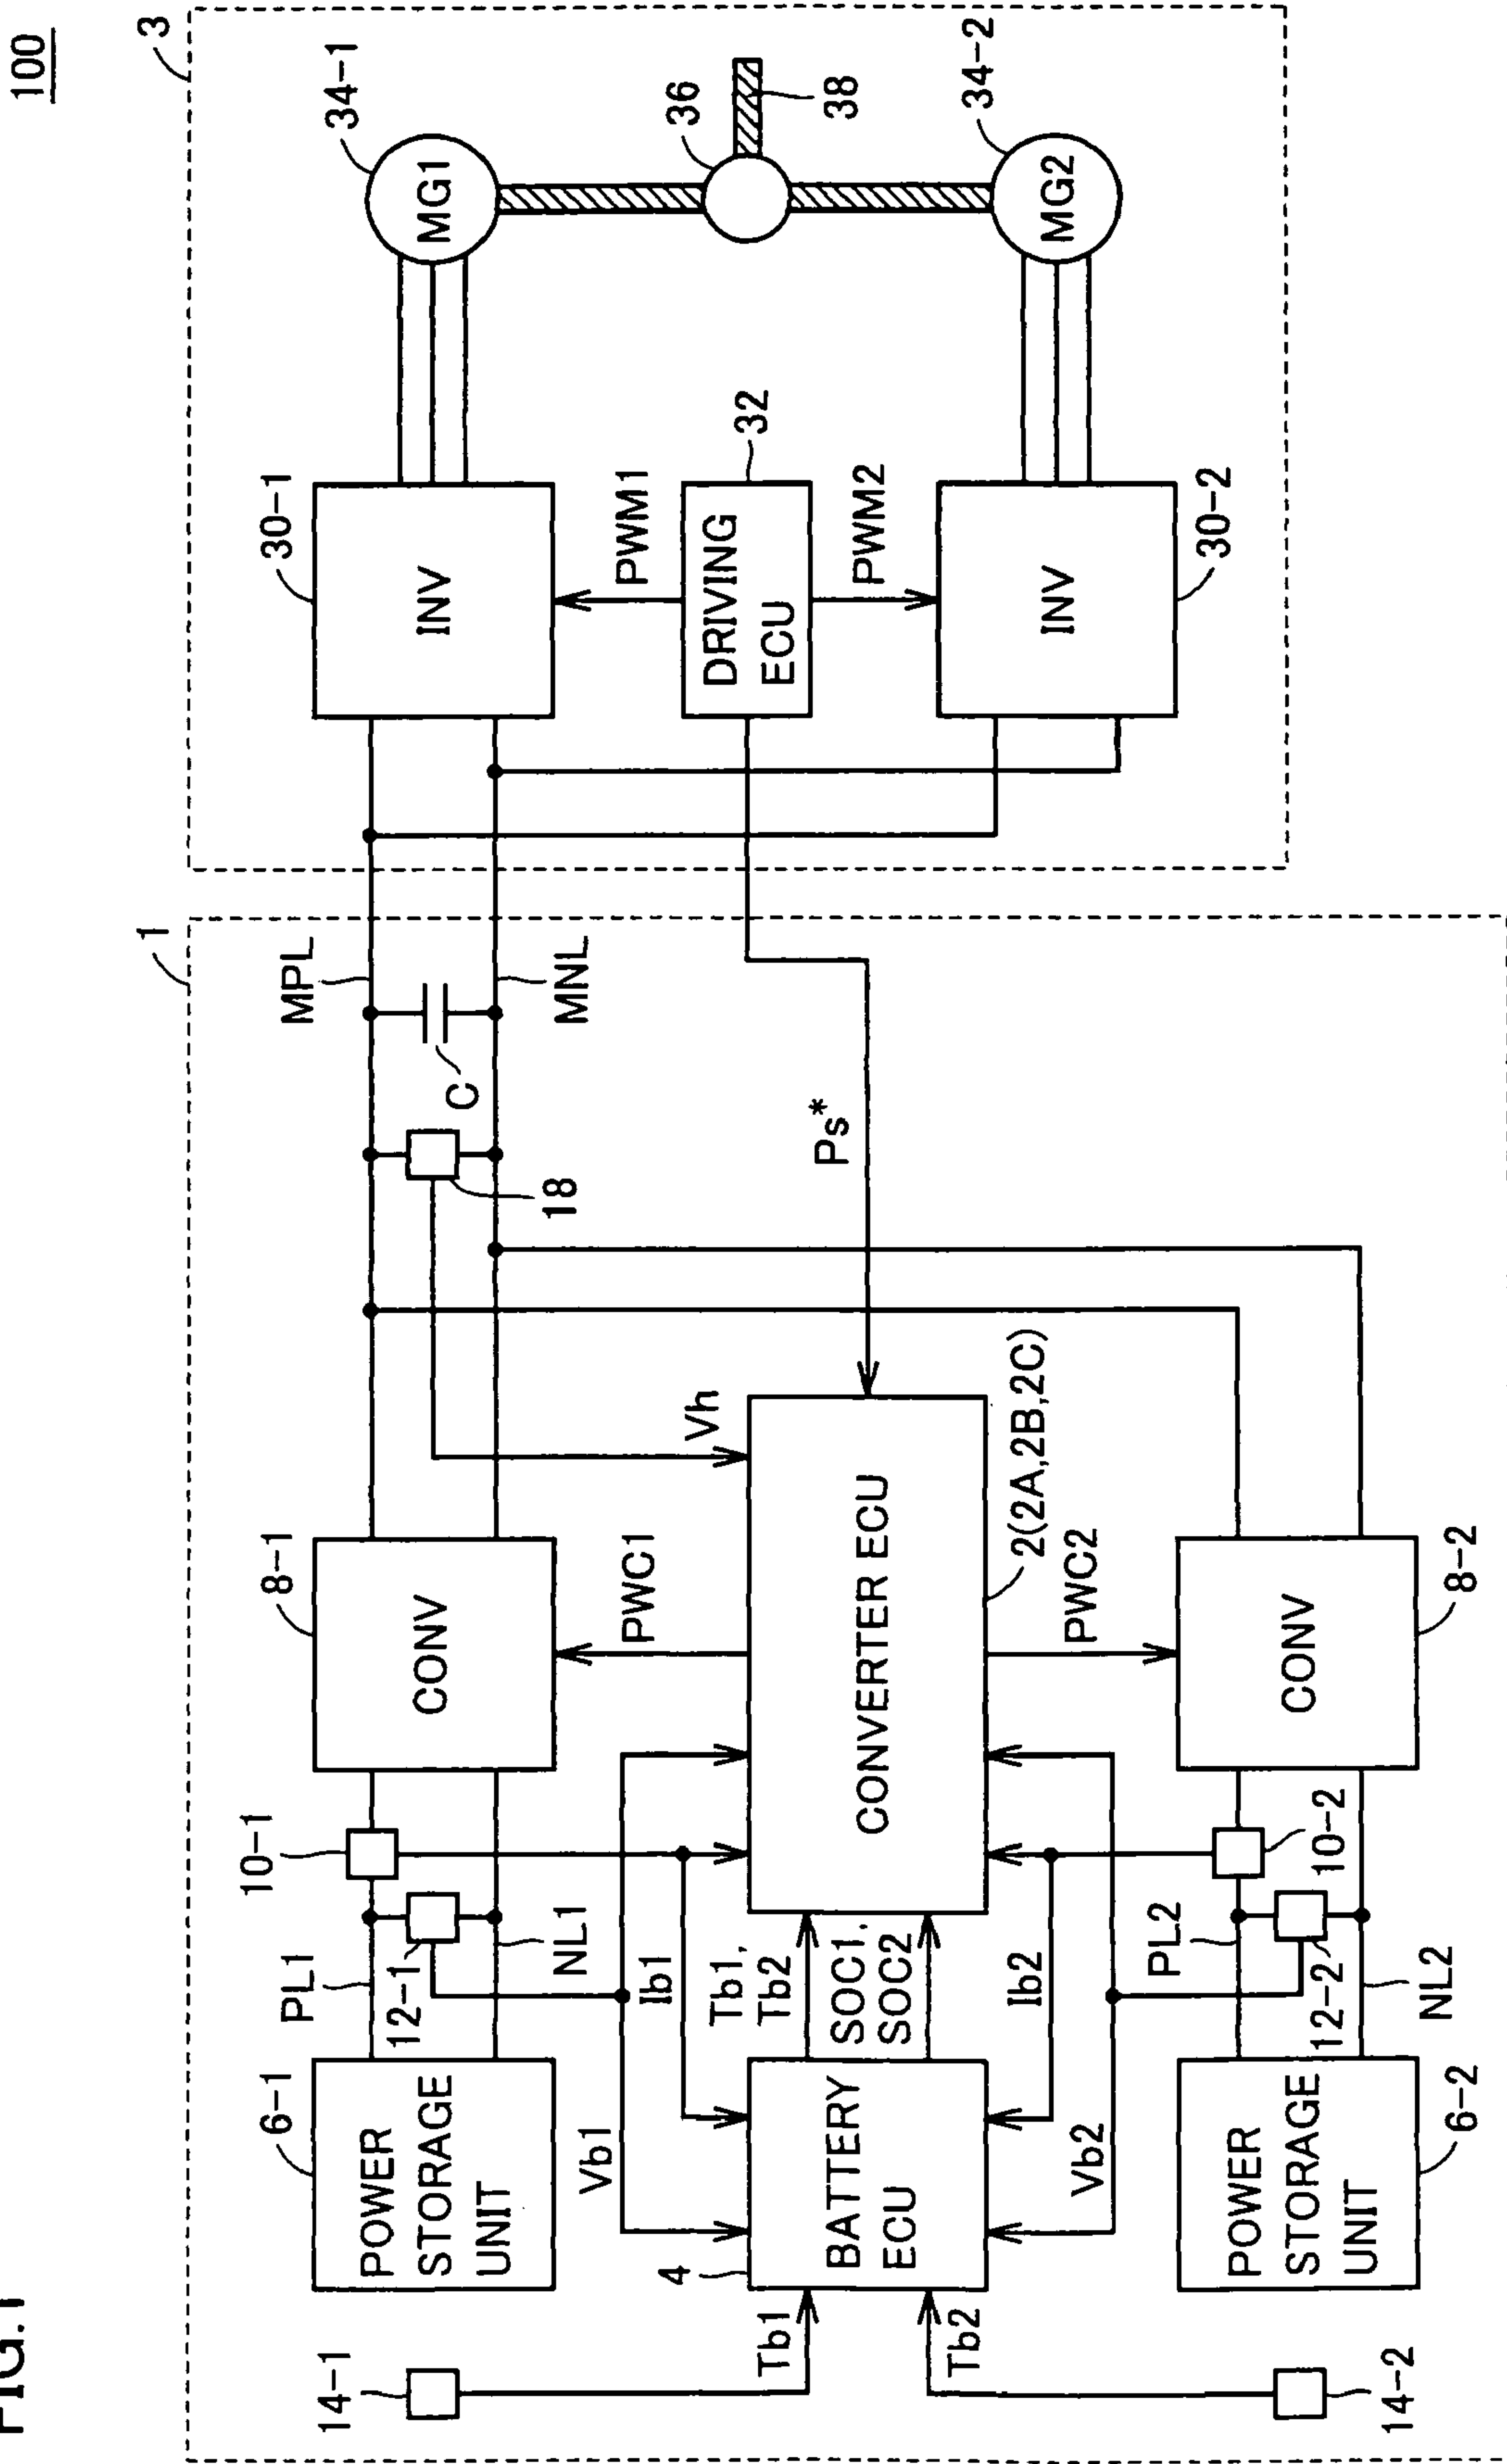 FIG.1
100
1
3
6-1
POWER
STORAGE
UNIT
PL1
12-1
NL1
10-1
8-1
CONV
MPL
MNL
C
18
30-1
INV
34-1
MG1
Vb1
Ib1
PWC1
Vh
PWM1
36
38
14-1
Tb1
Tb2
14-2
4
BATTERY
ECU
Tb1,
Tb2
SOC1,
SOC2
CONVERTER ECU
2(2A,2B,2C)
Ps*
DRIVING
ECU
32
Vb2
Ib2
PWC2
PWM2
6-2
POWER
STORAGE
UNIT
PL2
12-2
NL2
10-2
8-2
CONV
30-2
INV
34-2
MG2